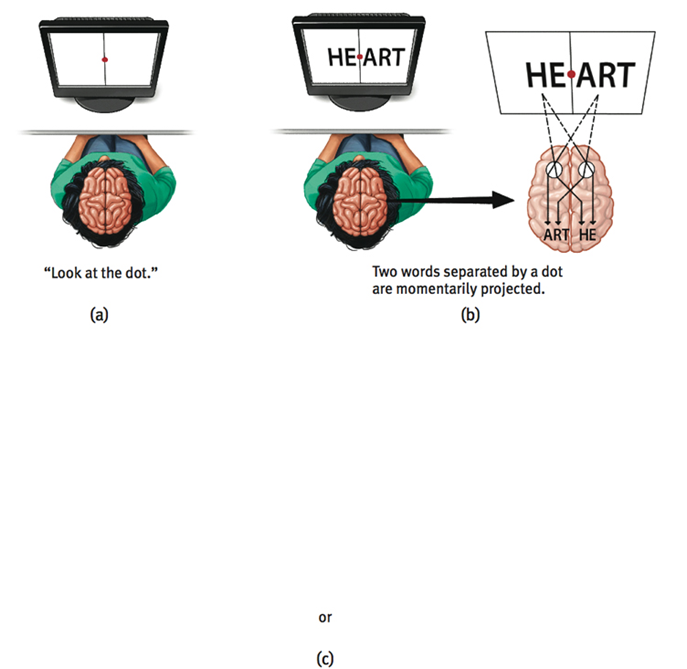 HE•ART
HE•ART
ART HE
“Look at the dot.”
Two words separated by a dot
are momentarily projected.
(a)
(b)
or
(c)